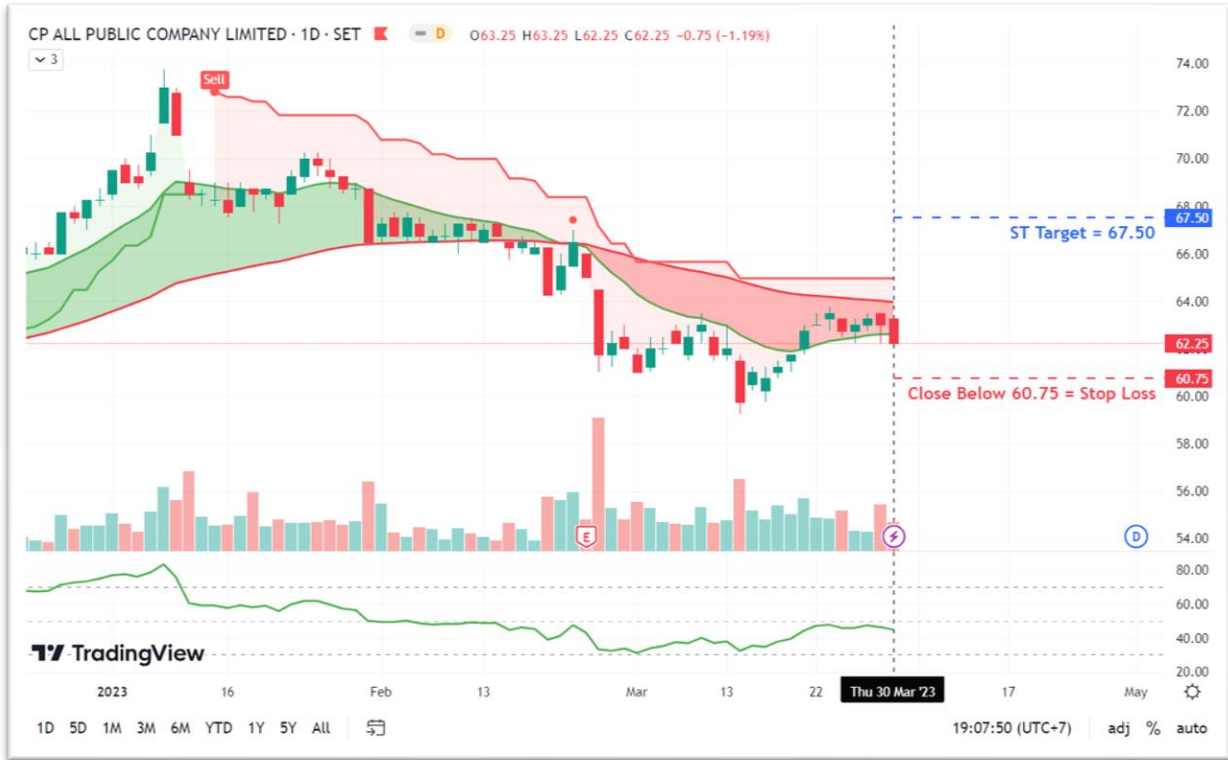 CP ALL PUBLIC COMPANY LIMITED · 1D · SET D O63.25 H63.25 L62.25 C62.25 −0.75 (−1.19%)
3
Sell
74.00
72.00
70.00
68.00
67.50
ST Target = 67.50
66.00
64.00
62.25
60.75
Close Below 60.75 = Stop Loss
60.00
58.00
56.00
E
D
54.00
80.00
60.00
40.00
TradingView
20.00
2023 16 Feb 13 Mar 13 22 Thu 30 Mar '23 17 May
1D 5D 1M 3M 6M YTD 1Y 5Y All 19:07:50 (UTC+7) adj % auto